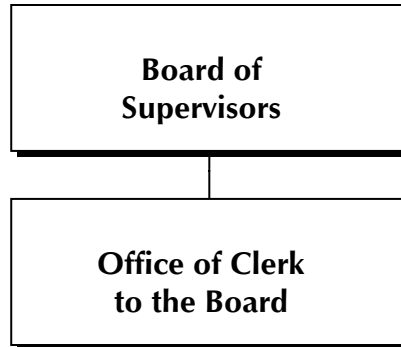 Board of
Supervisors
Office of Clerk
to the Board